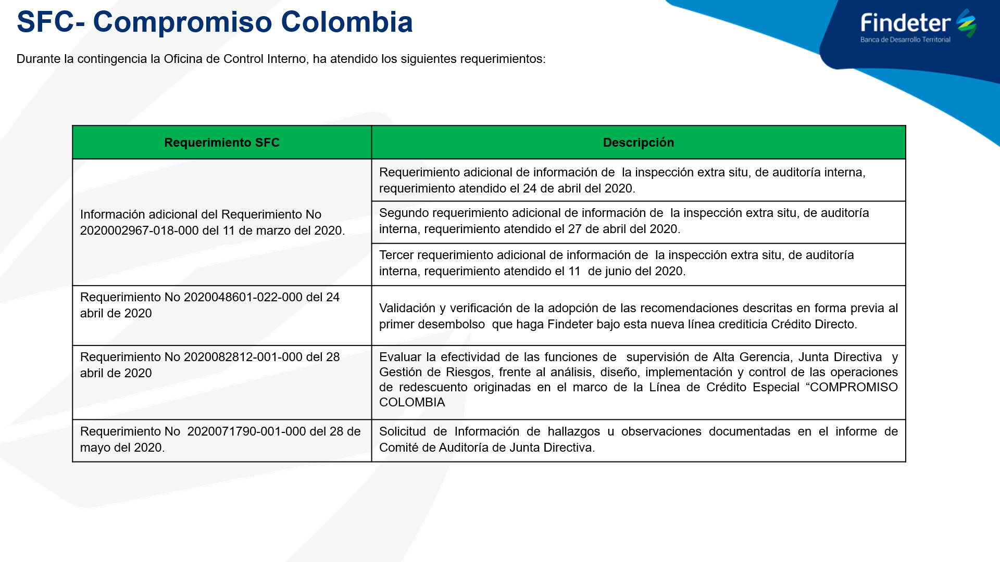 SFC- Compromiso Colombia
Findeter
Banca de Desarrollo Territorial
Durante la contingencia la Oficina de Control Interno, ha atendido los siguientes requerimientos:
Requerimiento SFC
Descripción
Información adicional del Requerimiento No
2020002967-018-000 del 11 de marzo del 2020.
Requerimiento adicional de información de  la inspección extra situ, de auditoría interna,
requerimiento atendido el 24 de abril del 2020.
Segundo requerimiento adicional de información de  la inspección extra situ, de auditoría
interna, requerimiento atendido el 27 de abril del 2020.
Tercer requerimiento adicional de información de  la inspección extra situ, de auditoría
interna, requerimiento atendido el 11  de junio del 2020.
Requerimiento No 2020048601-022-000 del 24
abril de 2020
Validación y verificación de la adopción de las recomendaciones descritas en forma previa al
primer desembolso  que haga Findeter bajo esta nueva línea crediticia Crédito Directo.
Requerimiento No 2020082812-001-000 del 28
abril de 2020
Evaluar la efectividad de las funciones de  supervisión de Alta Gerencia, Junta Directiva  y
Gestión de Riesgos, frente al análisis, diseño, implementación y control de las operaciones
de redescuento originadas en el marco de la Línea de Crédito Especial “COMPROMISO
COLOMBIA
Requerimiento No  2020071790-001-000 del 28 de
mayo del 2020.
Solicitud de Información de hallazgos u observaciones documentadas en el informe de
Comité de Auditoría de Junta Directiva.